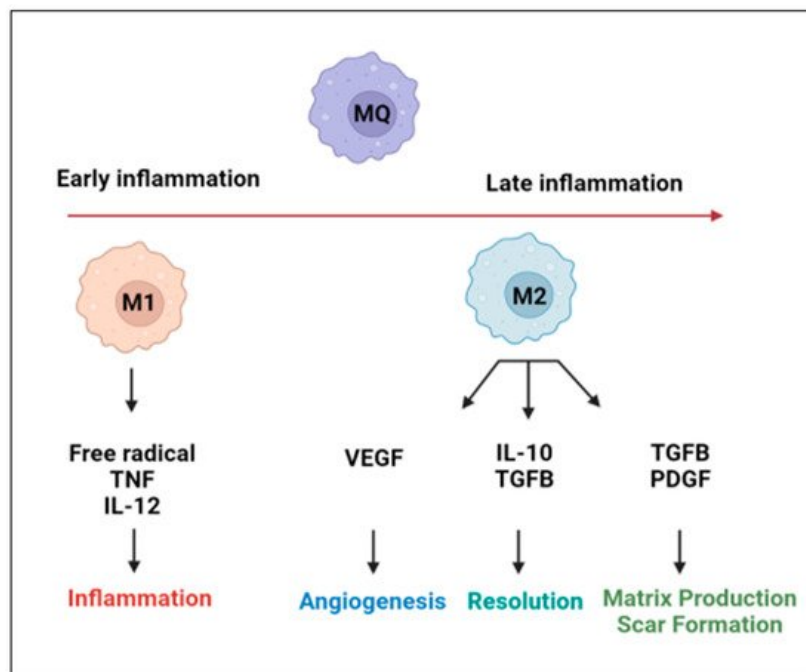 MQ
Early inflammation
Late inflammation
M1
M2
Free radical
TNF
IL-12
VEGF
IL-10
TGFB
TGFB
PDGF
Inflammation
Angiogenesis
Resolution
Matrix Production
Scar Formation